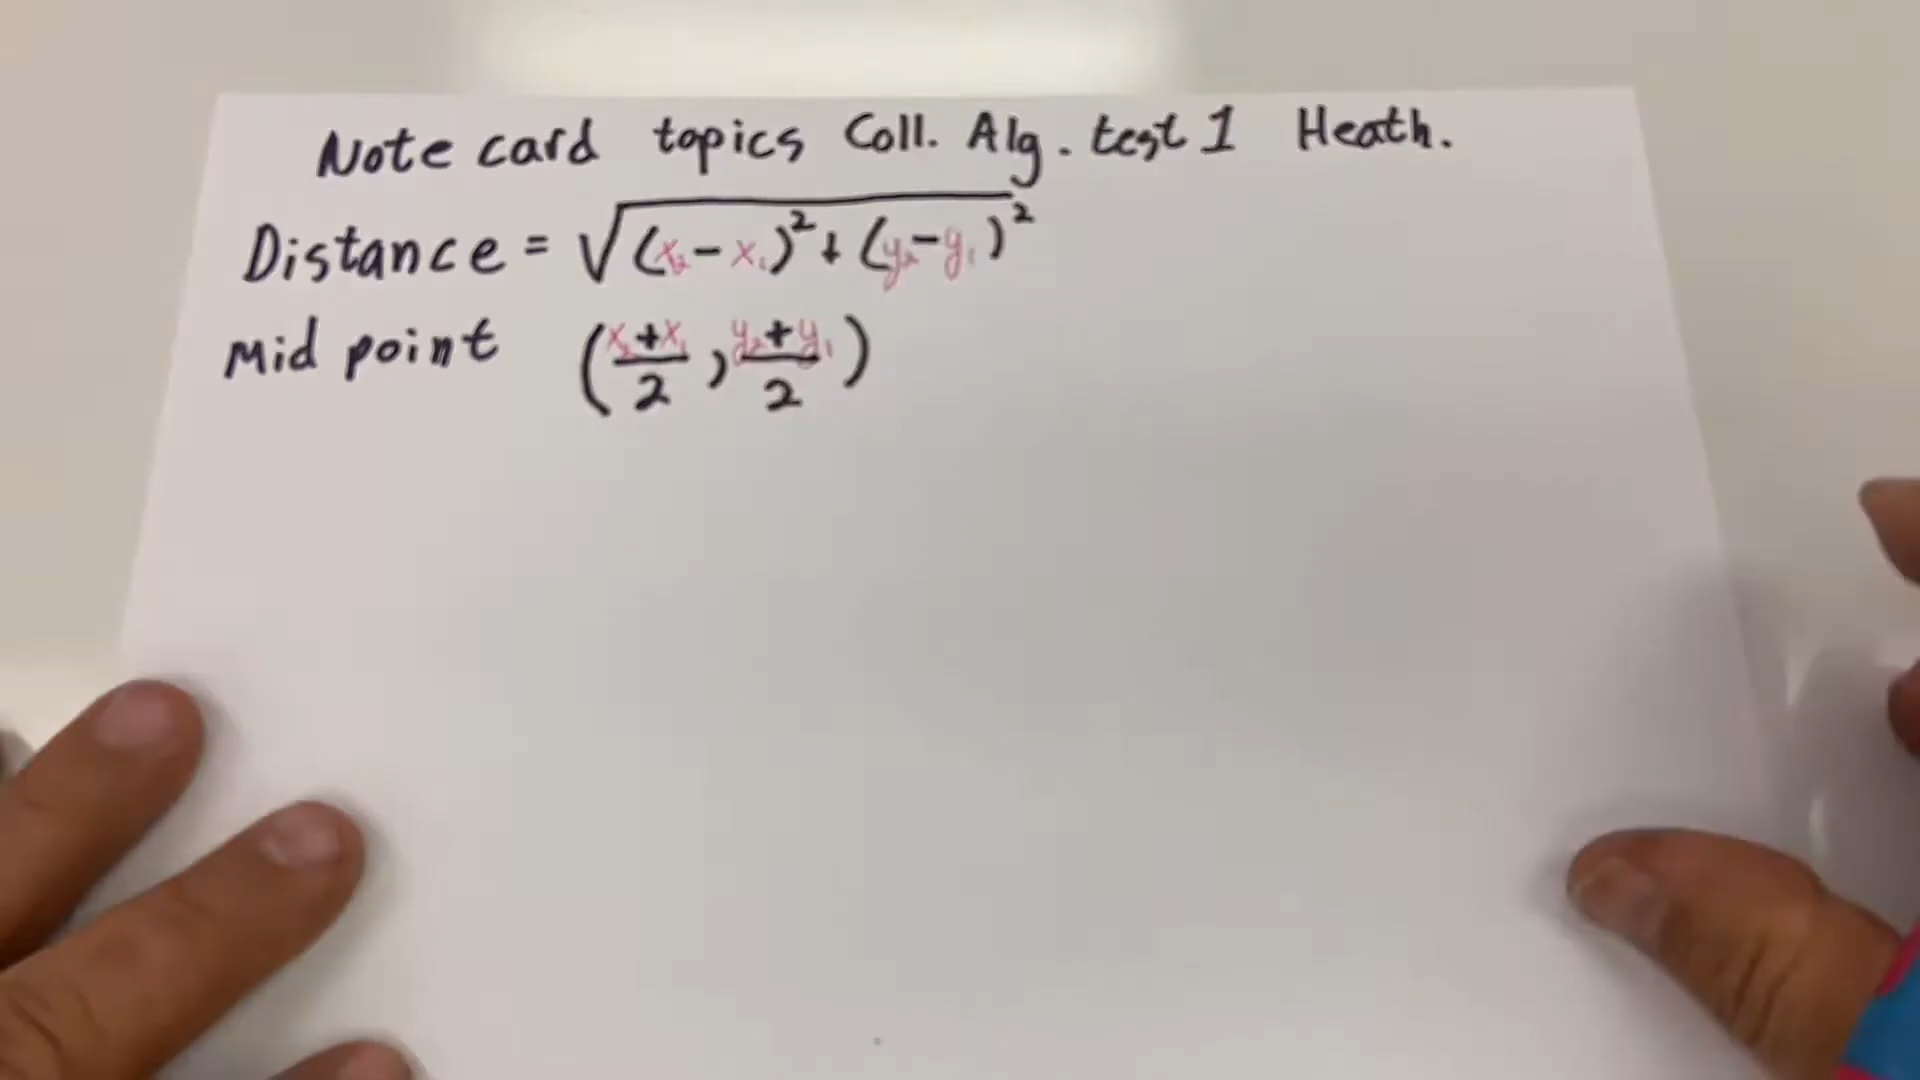 Note card topics Coll. Alg. test 1 Heath.
Distance = √(x₂ - x₁)² + (y₂ - y₁)²
Mid point (x₂+x₁/2, y₂+y₁/2)